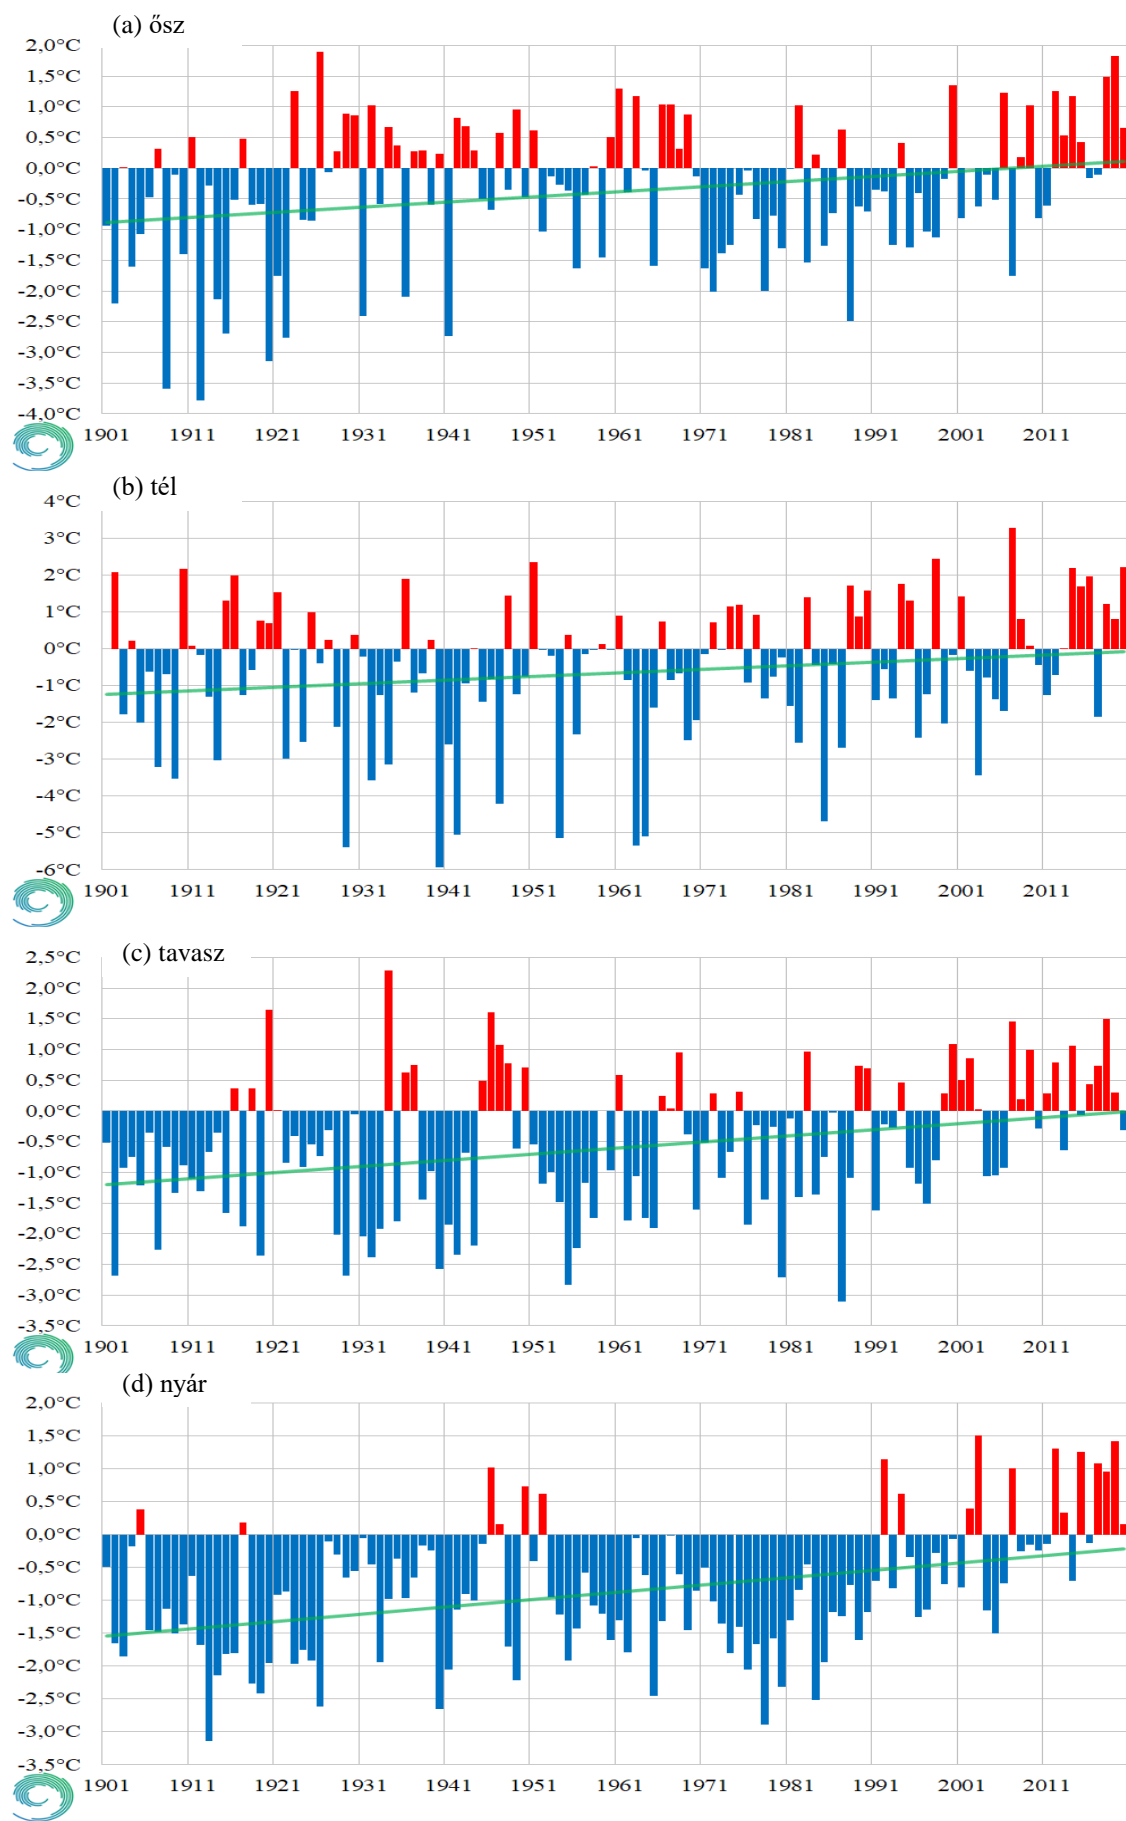 (a) ősz
2,0°C
1,5°C
1,0°C
0,5°C
0,0°C
-0,5°C
-1,0°C
-1,5°C
-2,0°C
-2,5°C
-3,0°C
-3,5°C
-4,0°C
1901 1911 1921 1931 1941 1951 1961 1971 1981 1991 2001 2011
(b) tél
4°C
3°C
2°C
1°C
0°C
-1°C
-2°C
-3°C
-4°C
-5°C
-6°C
1901 1911 1921 1931 1941 1951 1961 1971 1981 1991 2001 2011
(c) tavasz
2,5°C
2,0°C
1,5°C
1,0°C
0,5°C
0,0°C
-0,5°C
-1,0°C
-1,5°C
-2,0°C
-2,5°C
-3,0°C
-3,5°C
1901 1911 1921 1931 1941 1951 1961 1971 1981 1991 2001 2011
(d) nyár
2,0°C
1,5°C
1,0°C
0,5°C
0,0°C
-0,5°C
-1,0°C
-1,5°C
-2,0°C
-2,5°C
-3,0°C
-3,5°C
1901 1911 1921 1931 1941 1951 1961 1971 1981 1991 2001 2011